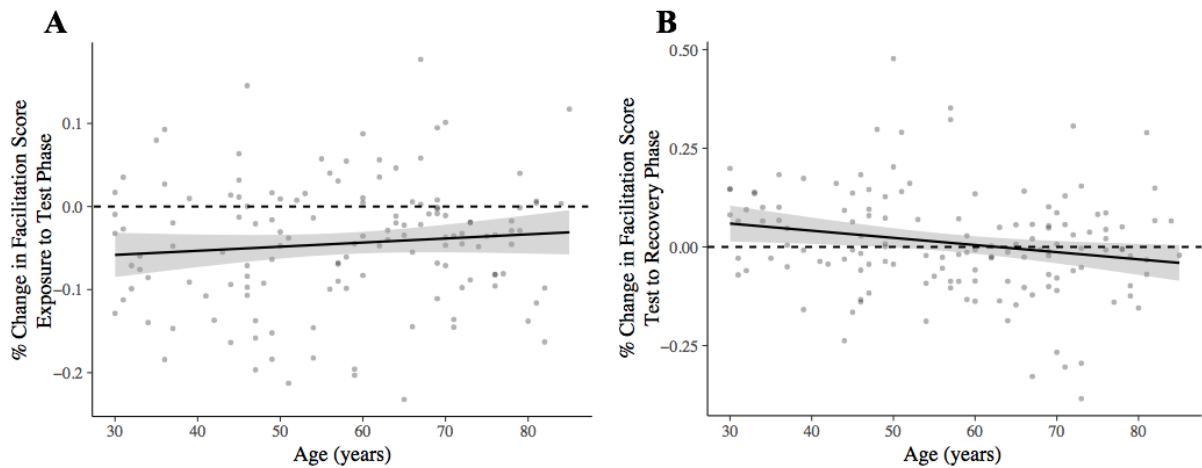 A
% Change in Facilitation Score
Exposure to Test Phase
0.1
0.0
−0.1
−0.2
30 40 50 60 70 80
Age (years)
B
% Change in Facilitation Score
Test to Recovery Phase
0.50
0.25
0.00
−0.25
30 40 50 60 70 80
Age (years)